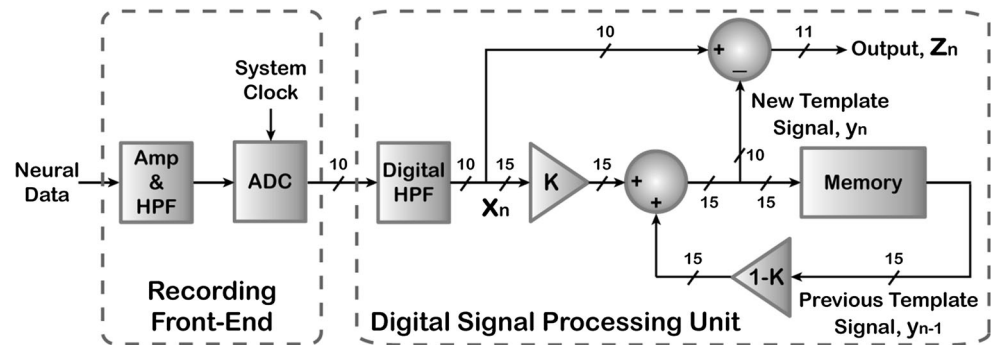 Neural
Data
Amp
&
HPF
System
Clock
ADC
10
Recording
Front-End
Digital
HPF
10
15
Xn
10
K
15
+
+
15
+
−
11
Output, Zn
New Template
Signal, yn
10
15
Memory
15
1-K
15
Previous Template
Signal, yn-1
Digital Signal Processing Unit